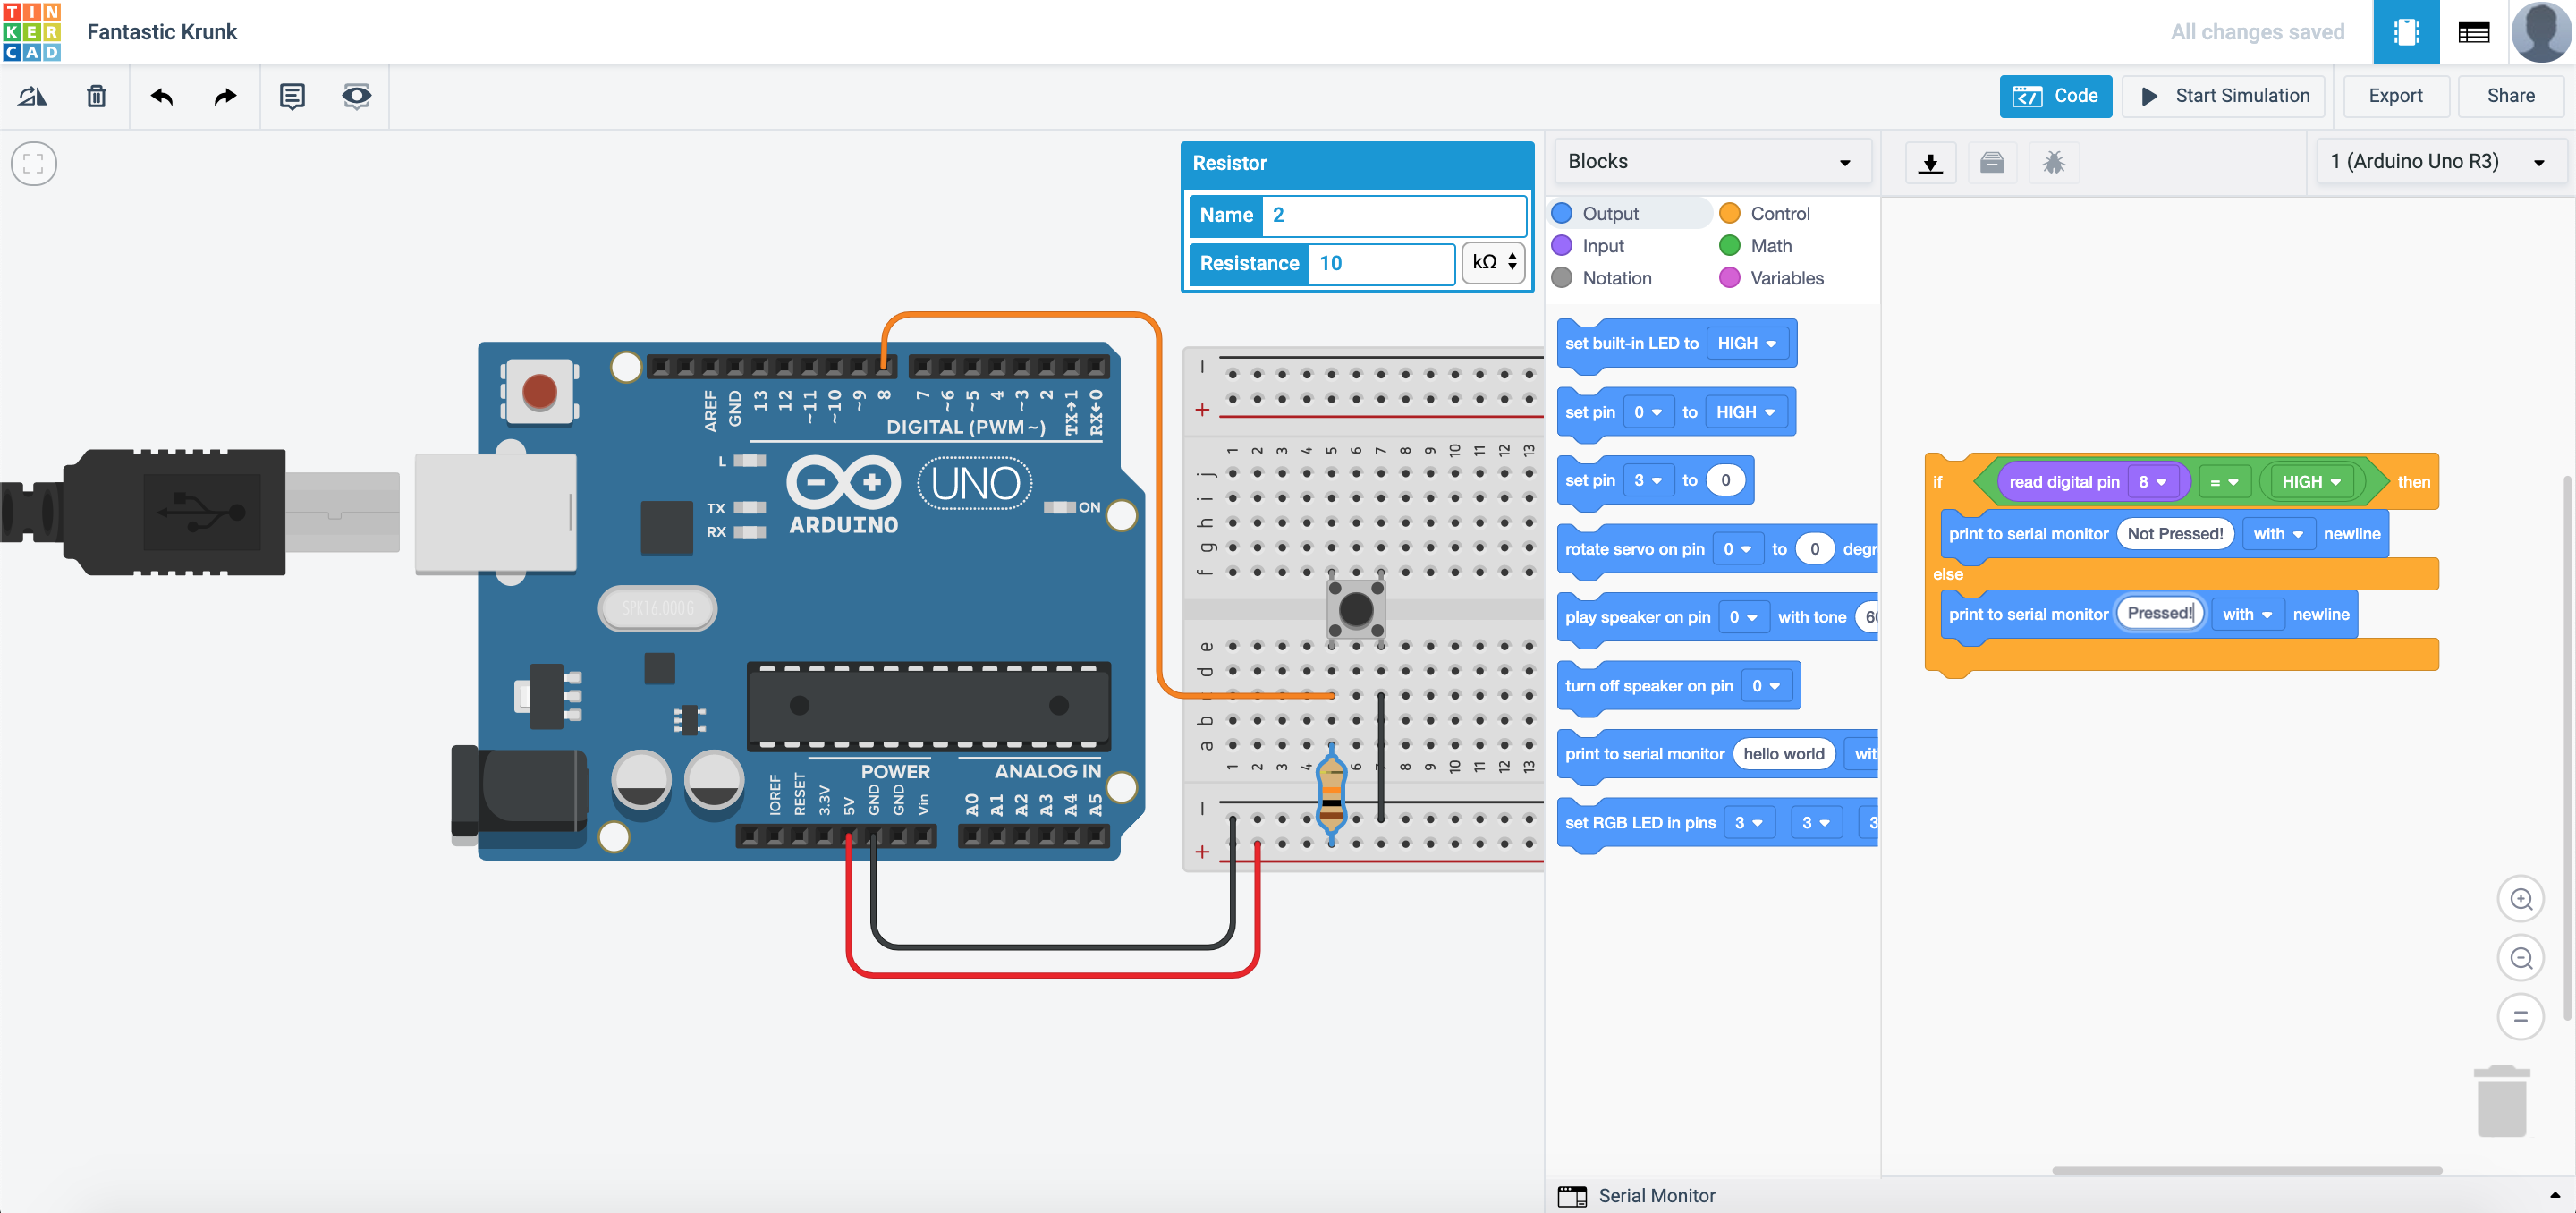 TIN
KER
CAD
Fantastic Krunk
All changes saved
Code
Start Simulation
Export
Share
Resistor
Name 2
Resistance 10 kΩ
Blocks
1 (Arduino Uno R3)
Output
Control
Input
Math
Notation
Variables
set built-in LED to HIGH
set pin 0 to HIGH
set pin 3 to 0
rotate servo on pin 0 to 0 degr
play speaker on pin 0 with tone 60
turn off speaker on pin 0
print to serial monitor hello world wit
set RGB LED in pins 3 3 3
if read digital pin 8 = HIGH then
print to serial monitor Not Pressed! with newline
else
print to serial monitor Pressed! with newline
AREF GND 13 12 ~11 ~10 ~9 8 7 ~6 ~5 4 ~3 2 TX→1 RX←0
DIGITAL (PWM~)
L
TX
RX
ARDUINO
UNO
ON
SPK16.000G
POWER
ANALOG IN
IOREF RESET 3.3V 5V GND GND Vin A0 A1 A2 A3 A4 A5
1 2 3 4 5 6 7 8 9 10 11 12 13
j
i
h
g
f
e
d
c
b
a
1 2 3 4 6 7 8 9 10 11 12 13
Serial Monitor